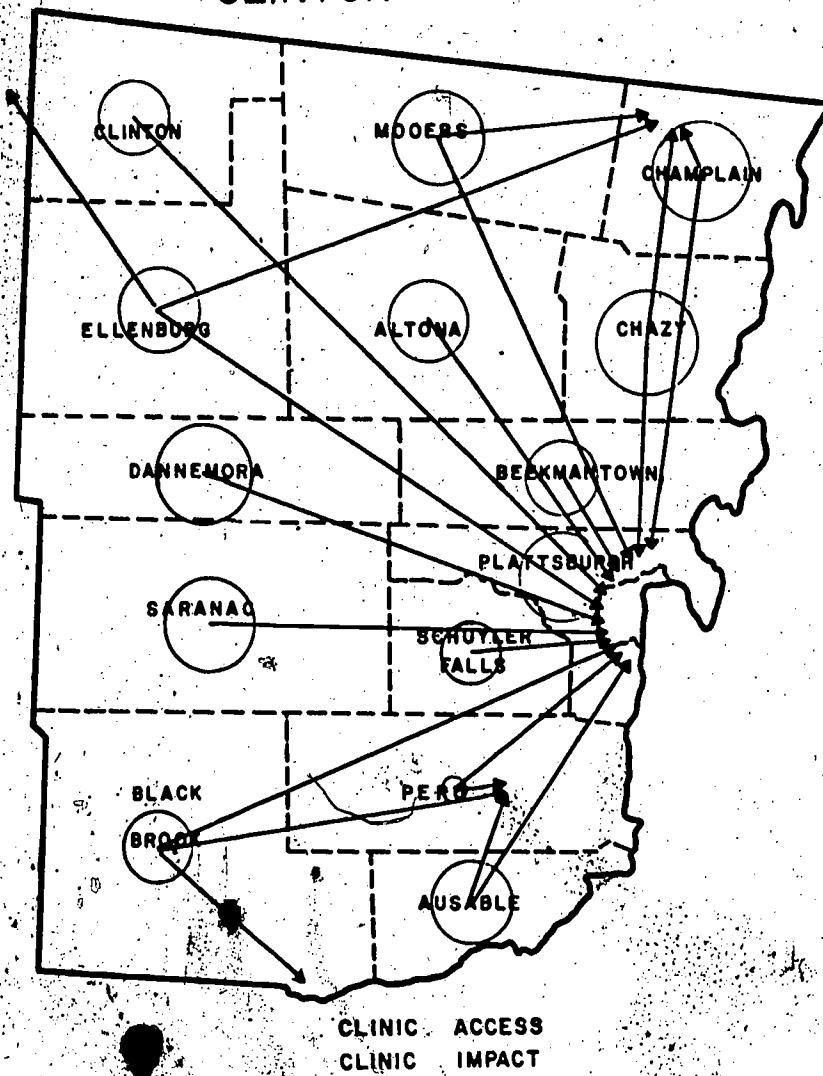 CLINTON
MOOERS
CHAMPLAIN
ELLENBURG
ALTONA
CHAZY
DANNEMORA
BEEKMANTOWN
PLATTSBURGH
SARANAC
SCHUYLER
FALLS
BLACK
BROOK
PERU
AUSABLE
CLINIC ACCESS
CLINIC IMPACT